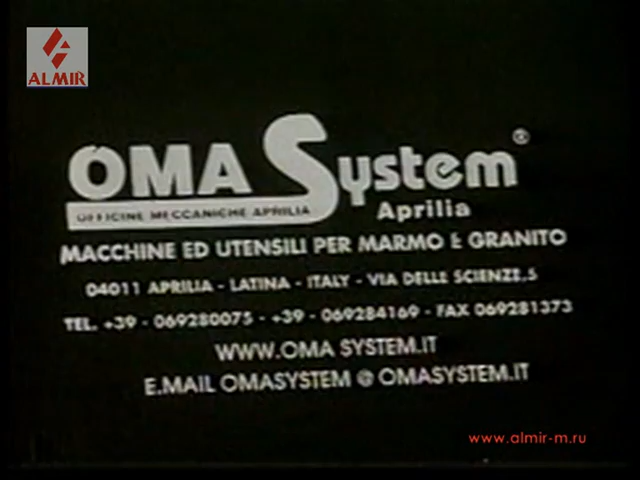 ALMIR
OMA System®
OFFICINE MECCANICHE APRILIA
Aprilia
MACCHINE ED UTENSILI PER MARMO E GRANITO
04011 APRILIA - LATINA - ITALY - VIA DELLE SCIENZE,5
TEL. +39 - 069280075 - +39 - 069284169 - FAX 069281373
WWW.OMA SYSTEM.IT
E.MAIL OMASYSTEM @ OMASYSTEM.IT
www.almir-m.ru